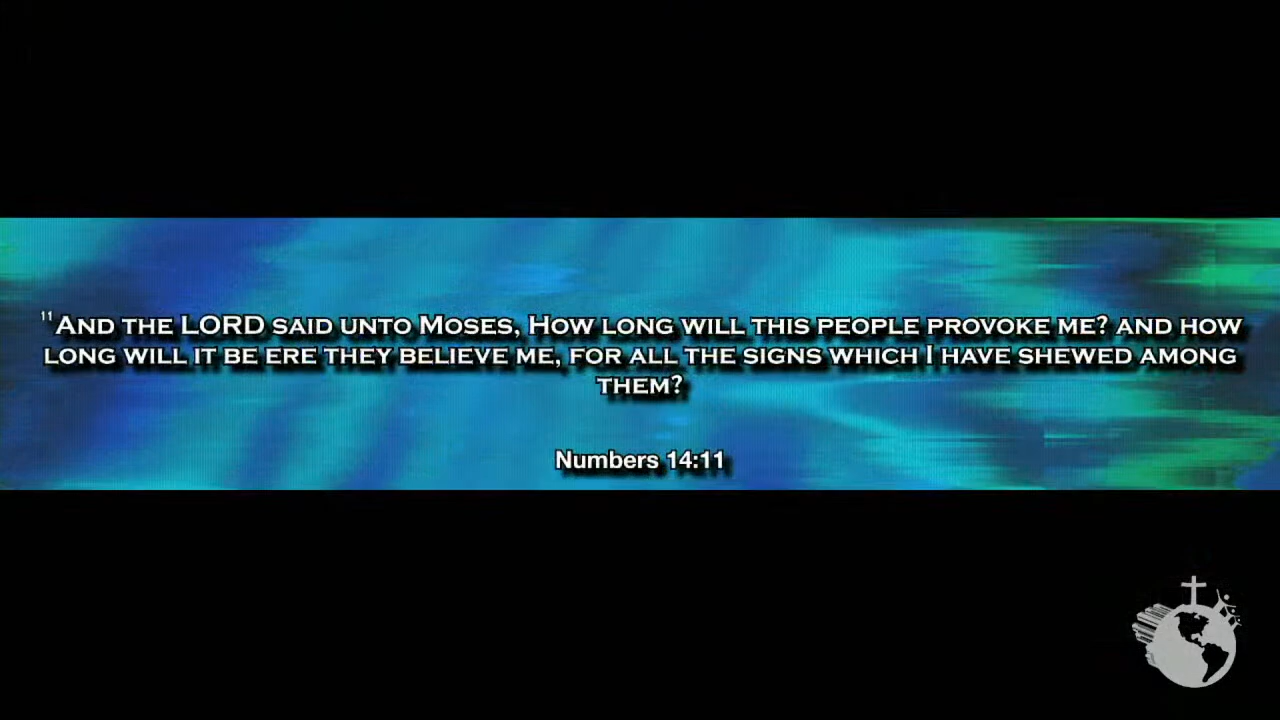 ¹¹And the LORD said unto Moses, How long will this people provoke me? and how
long will it be ere they believe me, for all the signs which I have shewed among
them?
Numbers 14:11